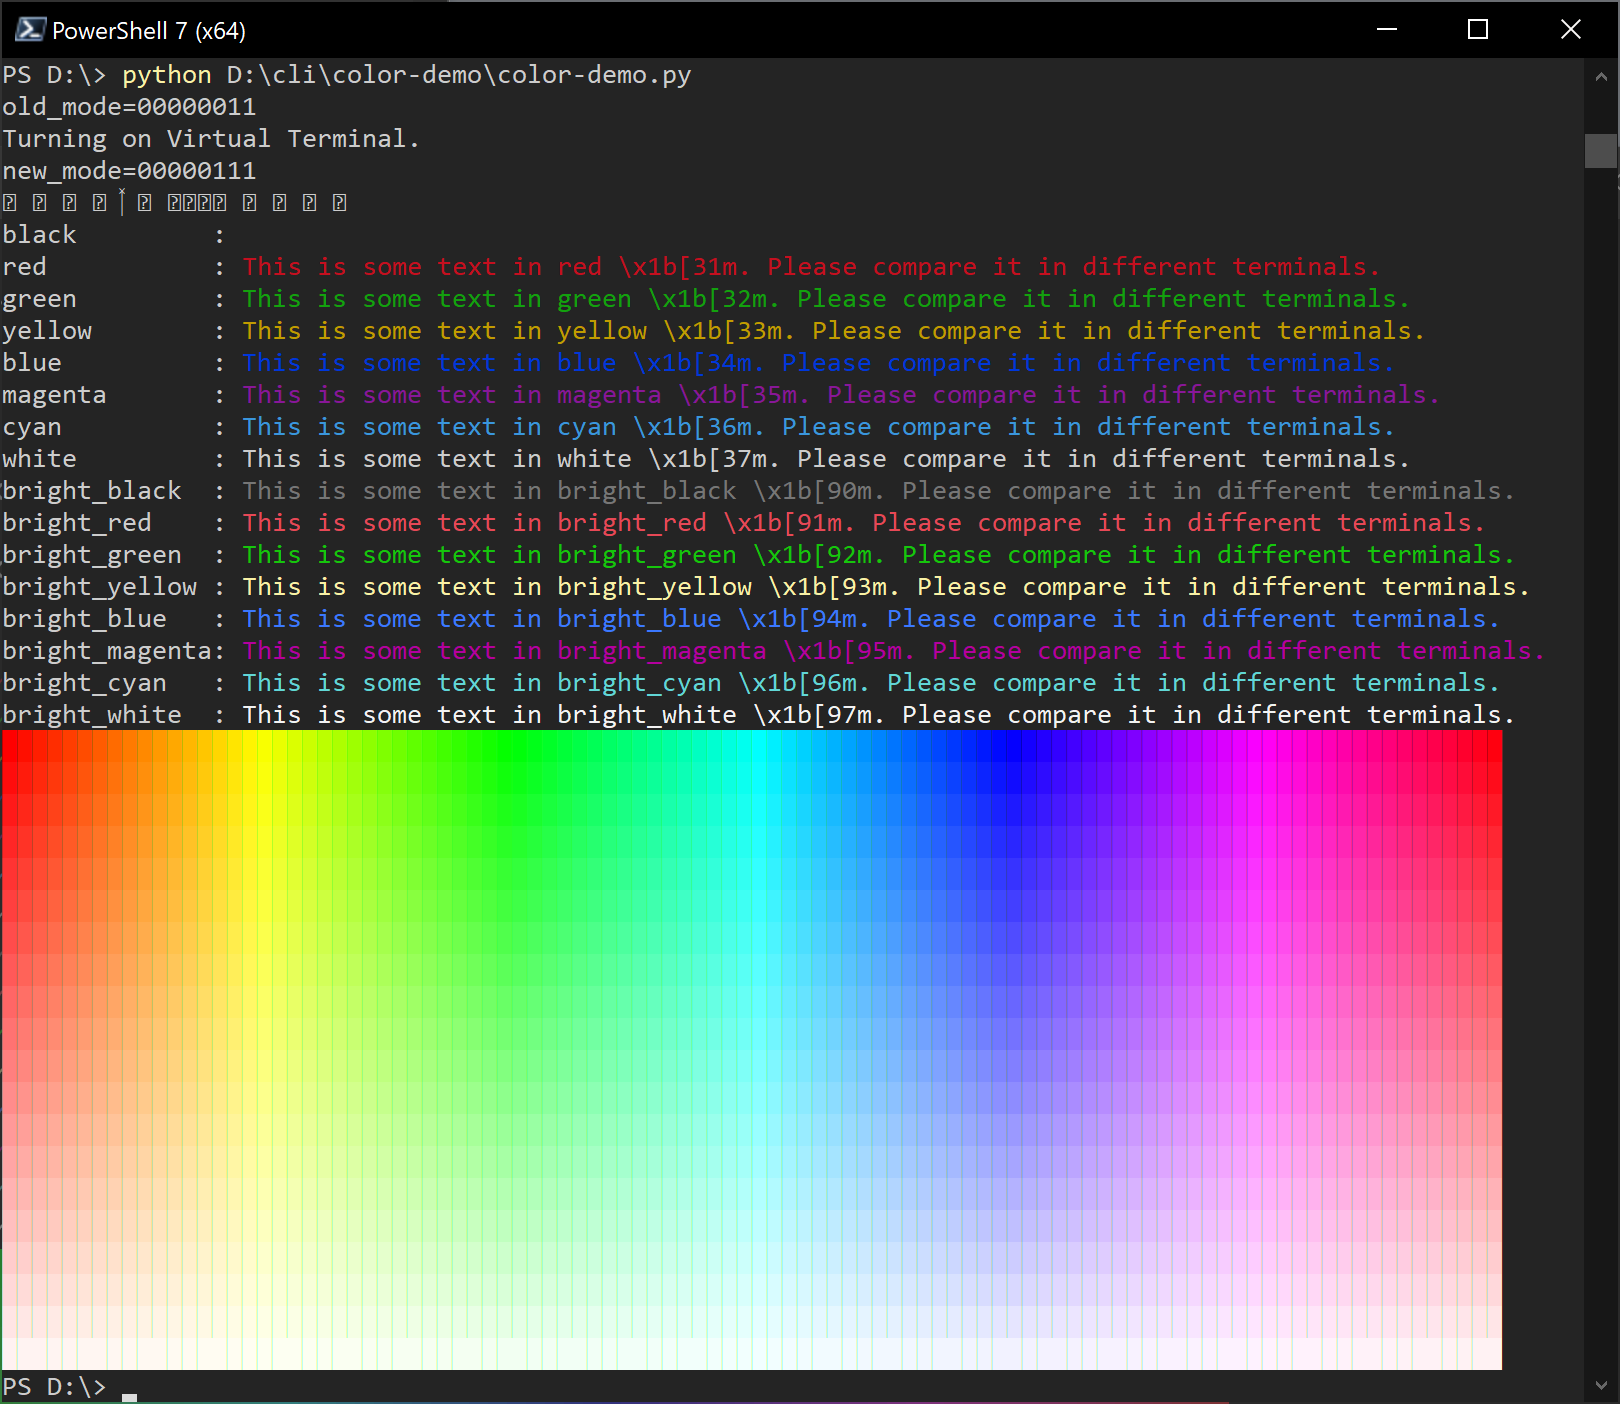 PowerShell 7 (x64)
PS D:\> python D:\cli\color-demo\color-demo.py
old_mode=00000011
Turning on Virtual Terminal.
new_mode=00000111
black         :
red           : This is some text in red \x1b[31m. Please compare it in different terminals.
green         : This is some text in green \x1b[32m. Please compare it in different terminals.
yellow        : This is some text in yellow \x1b[33m. Please compare it in different terminals.
blue          : This is some text in blue \x1b[34m. Please compare it in different terminals.
magenta       : This is some text in magenta \x1b[35m. Please compare it in different terminals.
cyan          : This is some text in cyan \x1b[36m. Please compare it in different terminals.
white         : This is some text in white \x1b[37m. Please compare it in different terminals.
bright_black  : This is some text in bright_black \x1b[90m. Please compare it in different terminals.
bright_red    : This is some text in bright_red \x1b[91m. Please compare it in different terminals.
bright_green  : This is some text in bright_green \x1b[92m. Please compare it in different terminals.
bright_yellow : This is some text in bright_yellow \x1b[93m. Please compare it in different terminals.
bright_blue   : This is some text in bright_blue \x1b[94m. Please compare it in different terminals.
bright_magenta: This is some text in bright_magenta \x1b[95m. Please compare it in different terminals.
bright_cyan   : This is some text in bright_cyan \x1b[96m. Please compare it in different terminals.
bright_white  : This is some text in bright_white \x1b[97m. Please compare it in different terminals.
PS D:\>